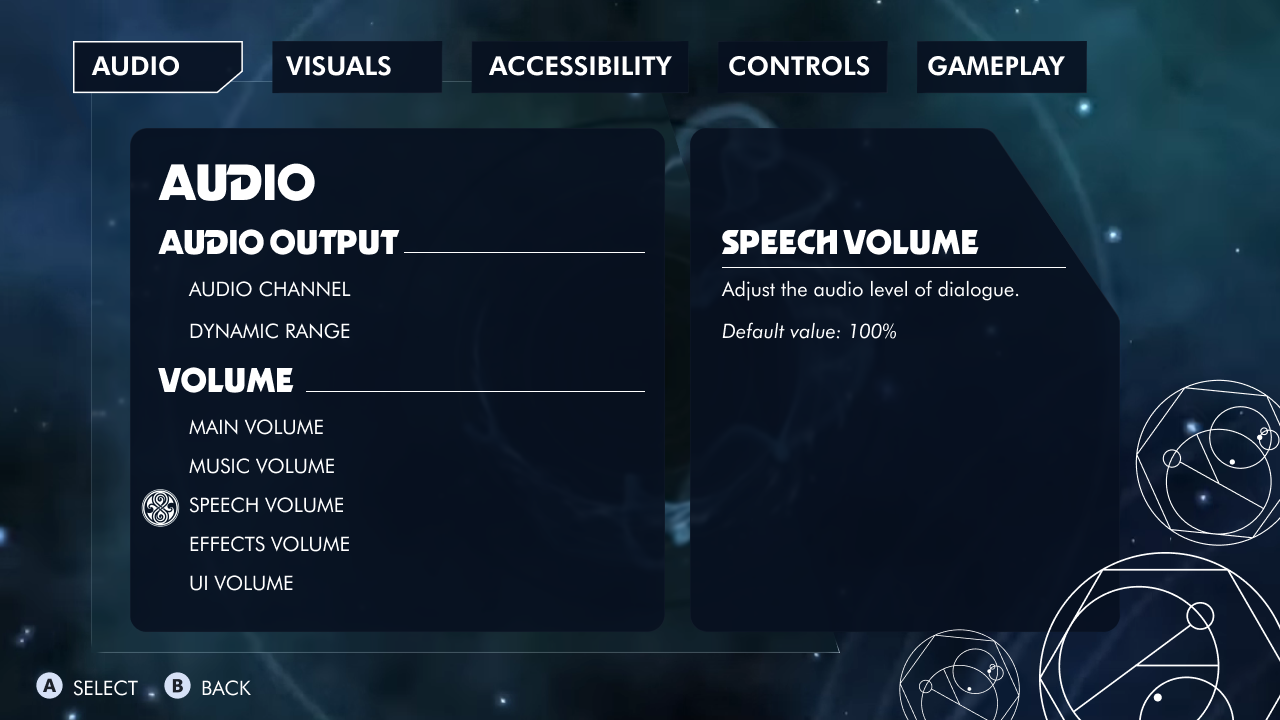 AUDIO
VISUALS
ACCESSIBILITY
CONTROLS
GAMEPLAY
AUDIO
AUDIO OUTPUT
AUDIO CHANNEL
DYNAMIC RANGE
VOLUME
MAIN VOLUME
MUSIC VOLUME
SPEECH VOLUME
EFFECTS VOLUME
UI VOLUME
SPEECH VOLUME
Adjust the audio level of dialogue.
Default value: 100%
A SELECT B BACK